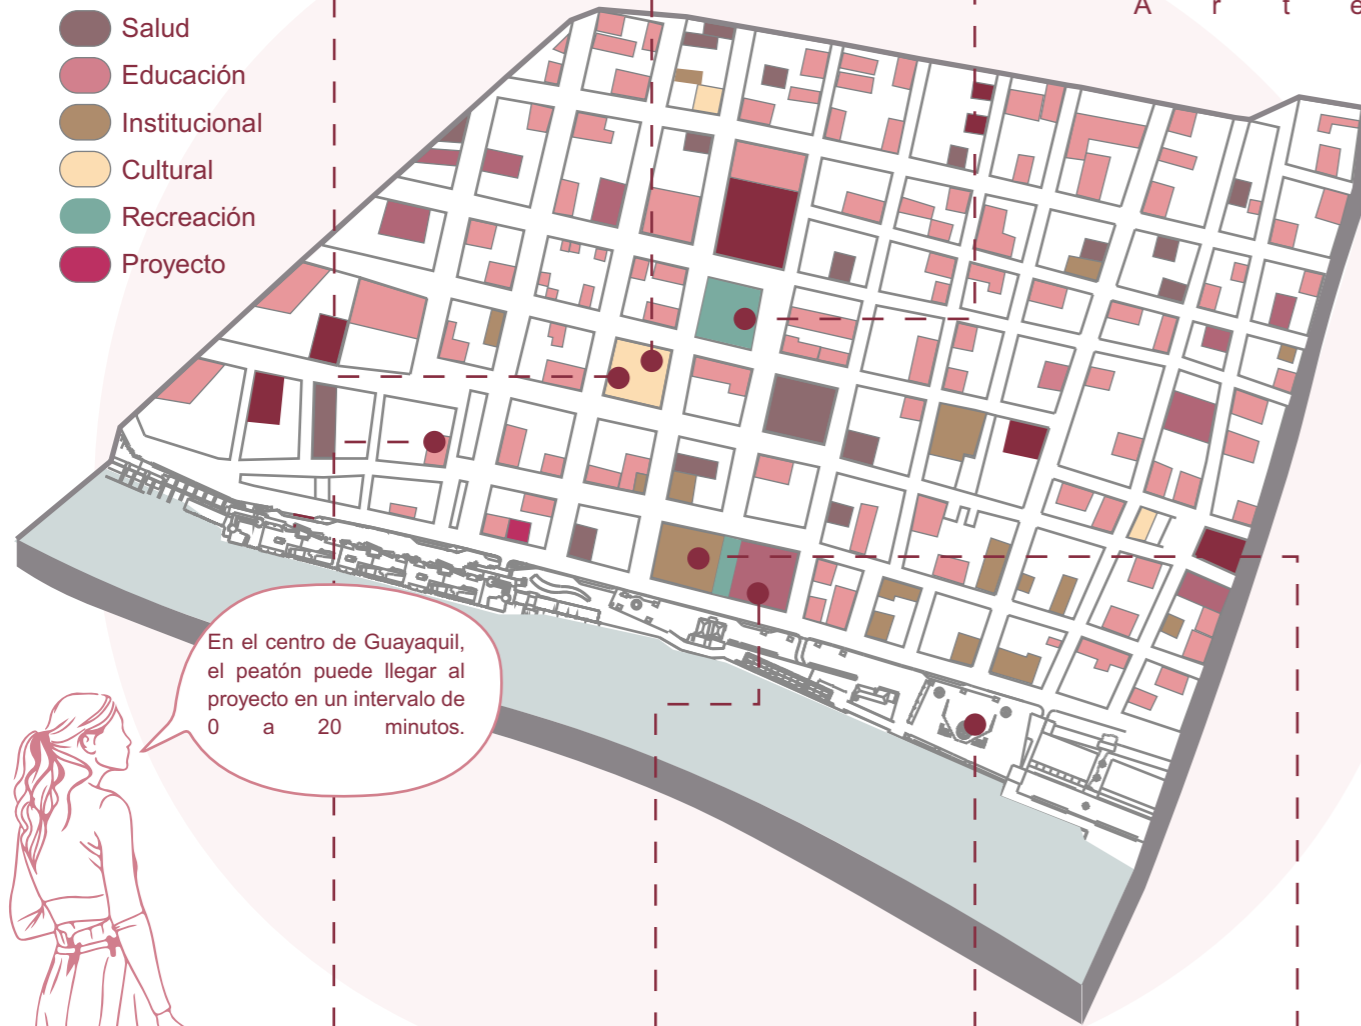 A r t e
Salud
Educación
Institucional
Cultural
Recreación
Proyecto
En el centro de Guayaquil,
el peatón puede llegar al
proyecto en un intervalo de
0 a 20 minutos.